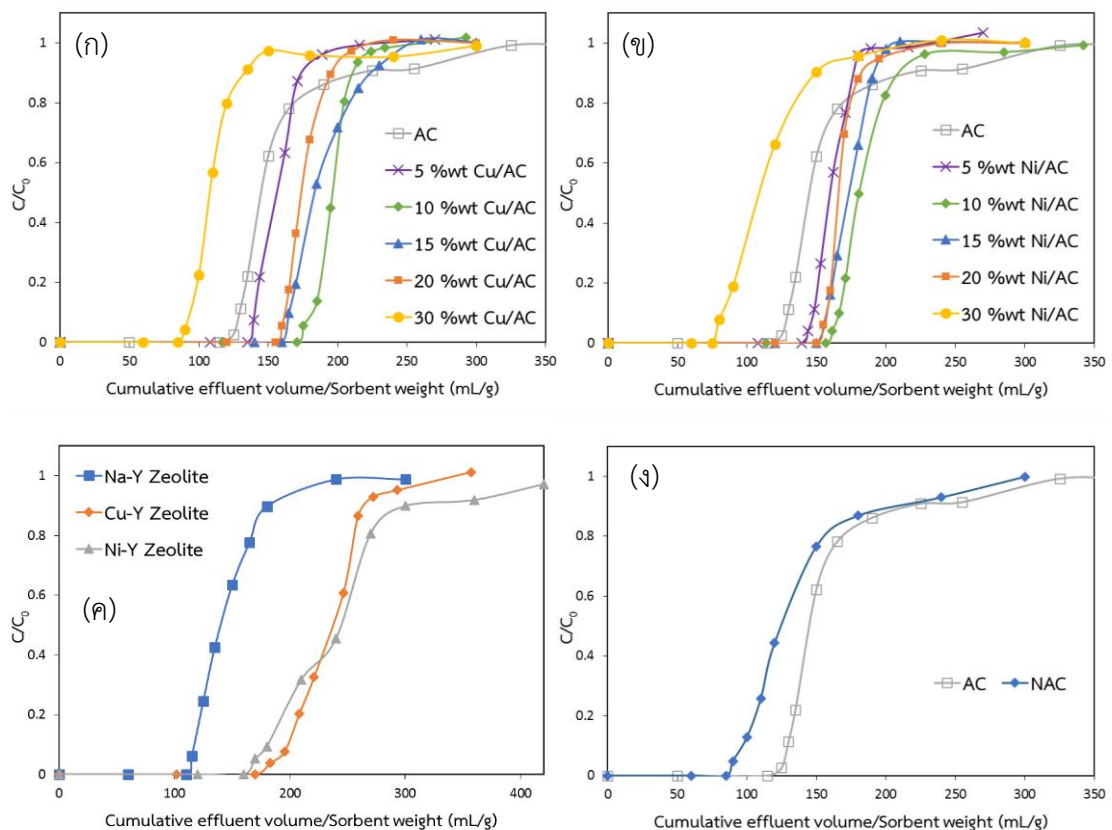 (ก)
C/C₀
1
0.8
0.6
0.4
0.2
0
AC
5 %wt Cu/AC
10 %wt Cu/AC
15 %wt Cu/AC
20 %wt Cu/AC
30 %wt Cu/AC
0 50 100 150 200 250 300 350
Cumulative effluent volume/Sorbent weight (mL/g)
(ข)
C/C₀
1
0.8
0.6
0.4
0.2
0
AC
5 %wt Ni/AC
10 %wt Ni/AC
15 %wt Ni/AC
20 %wt Ni/AC
30 %wt Ni/AC
0 50 100 150 200 250 300 350
Cumulative effluent volume/Sorbent weight (mL/g)
(ค)
C/C₀
1
0.8
0.6
0.4
0.2
0
Na-Y Zeolite
Cu-Y Zeolite
Ni-Y Zeolite
0 100 200 300 400
Cumulative effluent volume/Sorbent weight (mL/g)
(ง)
C/C₀
1
0.8
0.6
0.4
0.2
0
AC NAC
0 50 100 150 200 250 300 350
Cumulative effluent volume/Sorbent weight (mL/g)